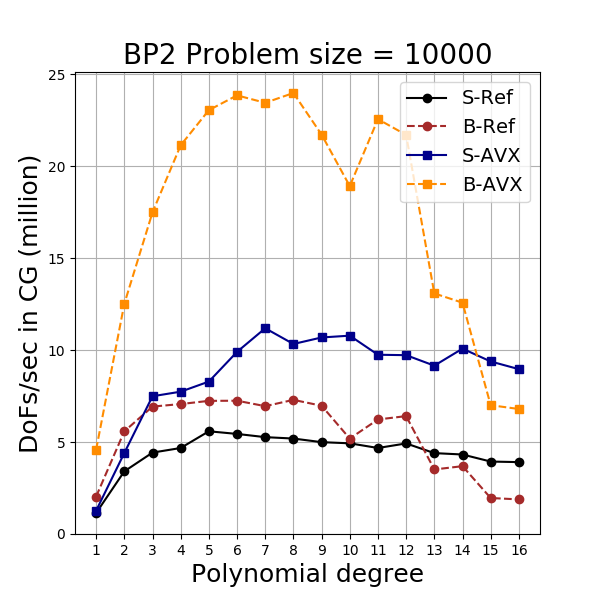 BP2 Problem size = 10000
S-Ref
B-Ref
S-AVX
B-AVX
DoFs/sec in CG (million)
25
20
15
10
5
0
1 2 3 4 5 6 7 8 9 10 11 12 13 14 15 16
Polynomial degree